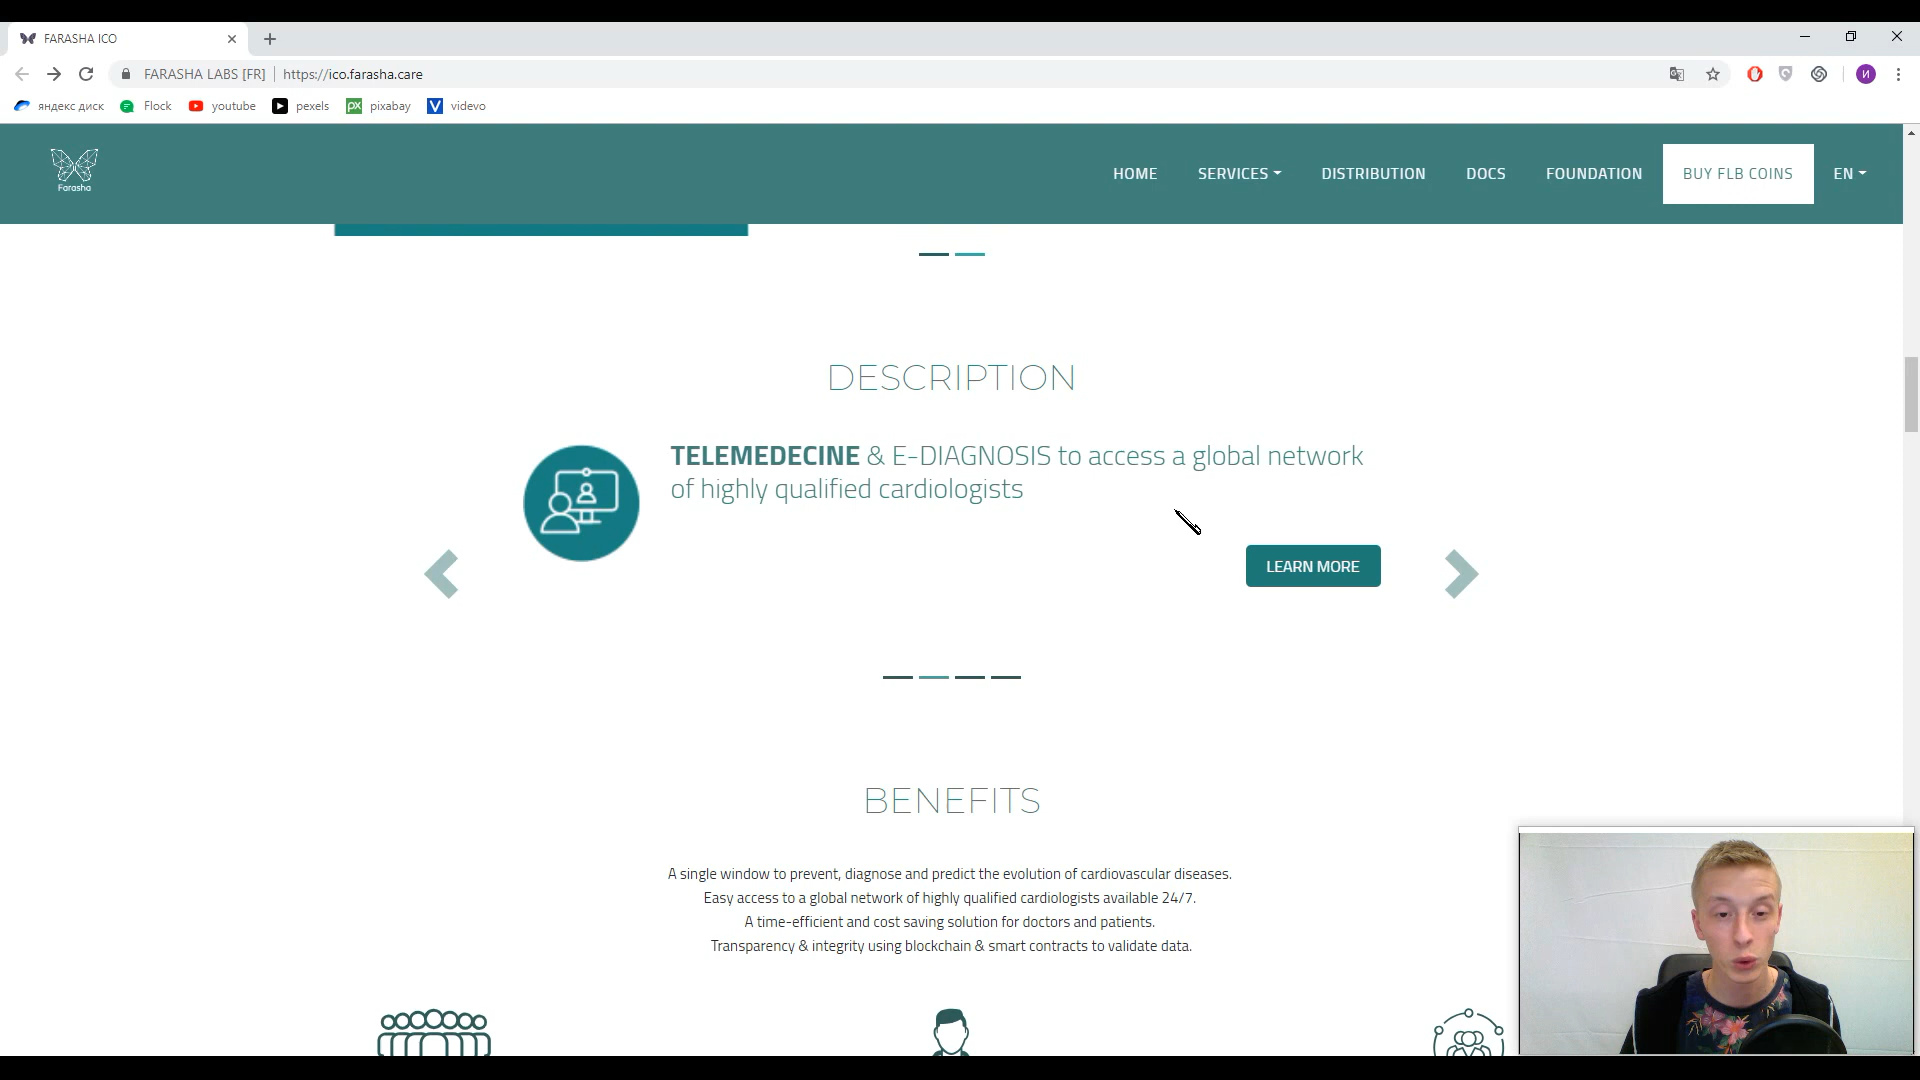 FARASHA ICO
FARASHA LABS [FR]
https://ico.farasha.care
И
яндекс диск
Flock
youtube
px
pexels
pixabay
V
videvo
Farasha
HOME
SERVICES
DISTRIBUTION
DOCS
FOUNDATION
BUY FLB COINS
EN
DESCRIPTION
TELEMEDECINE & E-DIAGNOSIS to access a global network
of highly qualified cardiologists
LEARN MORE
BENEFITS
A single window to prevent, diagnose and predict the evolution of cardiovascular diseases.
Easy access to a global network of highly qualified cardiologists available 24/7.
A time-efficient and cost saving solution for doctors and patients.
Transparency & integrity using blockchain & smart contracts to validate data.